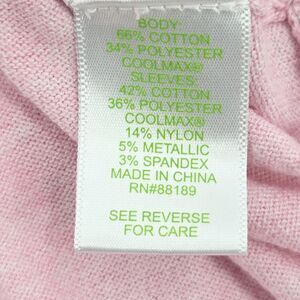 BODY:
66% COTTON
34% POLYESTER
COOLMAX®
SLEEVES:
42% COTTON
36% POLYESTER
COOLMAX®
14% NYLON
5% METALLIC
3% SPANDEX
MADE IN CHINA
RN#88189
SEE REVERSE
FOR CARE